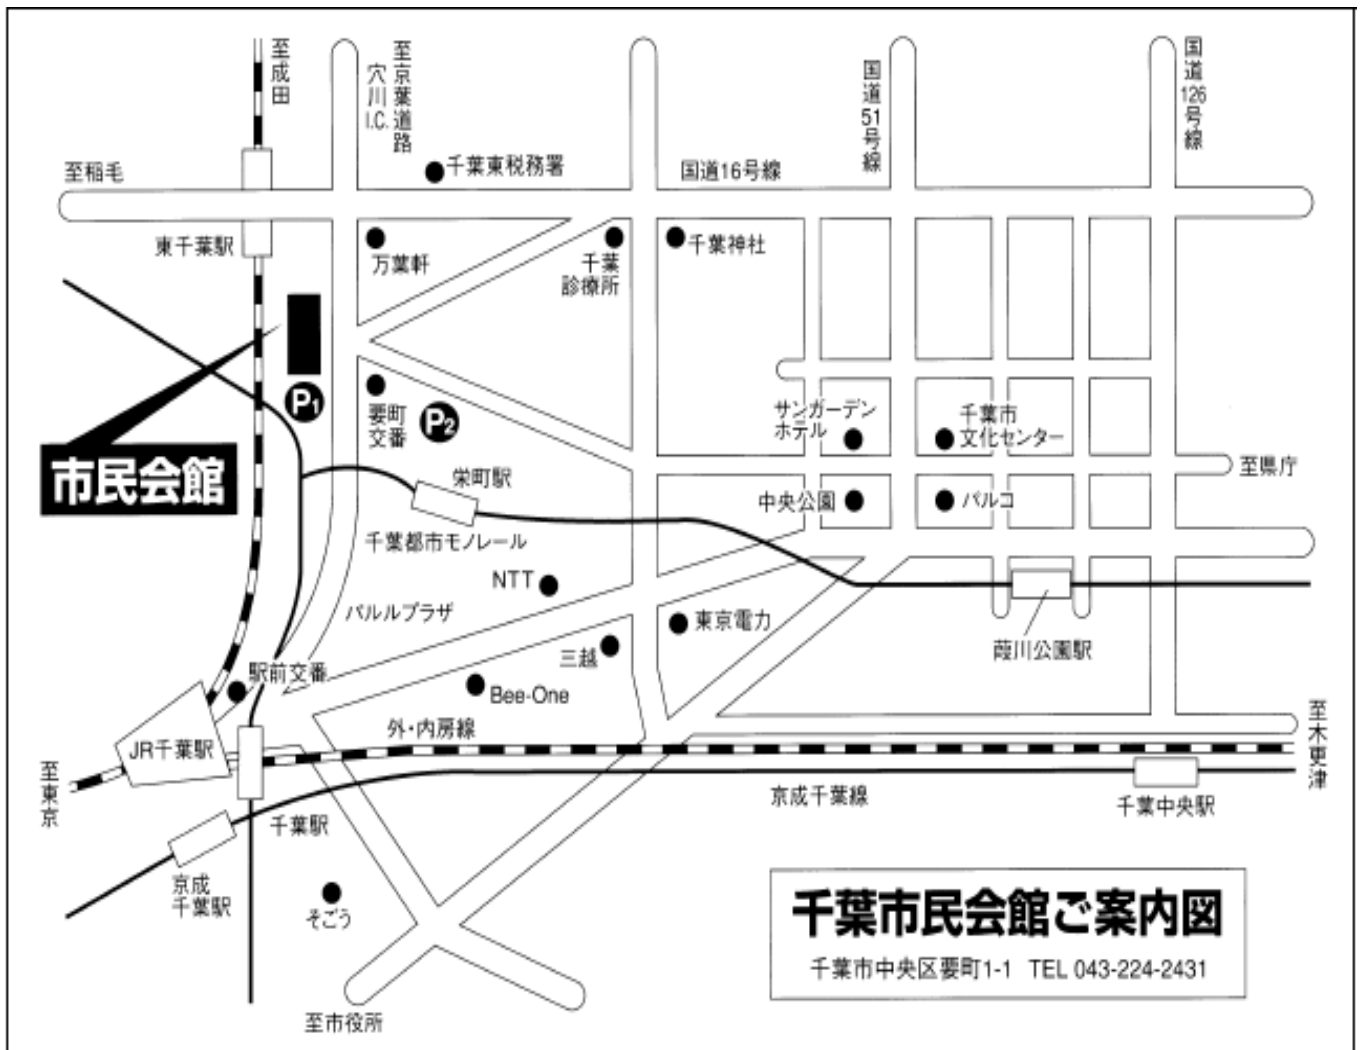 至成田
至京葉道路
穴川I.C.
国道51号線
国道126号線
至稲毛
千葉東税務署
国道16号線
東千葉駅
万葉軒
千葉
診療所
千葉神社
P1
要町
交番
P2
サンガーデン
ホテル
千葉市
文化センター
至県庁
市民会館
栄町駅
中央公園
パルコ
千葉都市モノレール
NTT
パルルプラザ
東京電力
葭川公園駅
三越
駅前交番
Bee-One
外・内房線
JR千葉駅
至木更津
至東京
京成千葉線
千葉中央駅
千葉駅
京成
千葉駅
そごう
至市役所
千葉市民会館ご案内図
千葉市中央区要町1-1 TEL 043-224-2431